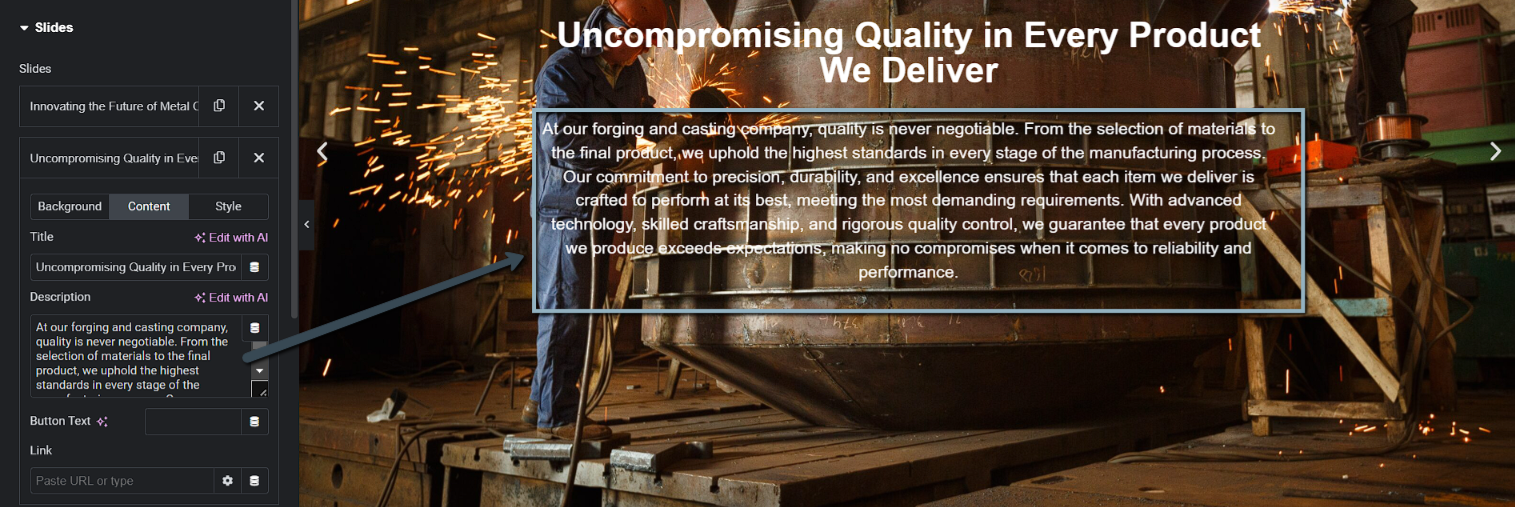 Slides
Slides
Innovating the Future of Metal C
Uncompromising Quality in Eve
Background Content Style
Title Edit with AI
Uncompromising Quality in Every Pro
Description Edit with AI
At our forging and casting company,
quality is never negotiable. From the
selection of materials to the final
product, we uphold the highest
standards in every stage of the
Button Text
Link
Paste URL or type
Uncompromising Quality in Every Product
We Deliver
At our forging and casting company, quality is never negotiable. From the selection of materials to
the final product, we uphold the highest standards in every stage of the manufacturing process.
Our commitment to precision, durability, and excellence ensures that each item we deliver is
crafted to perform at its best, meeting the most demanding requirements. With advanced
technology, skilled craftsmanship, and rigorous quality control, we guarantee that every product
we produce exceeds expectations, making no compromises when it comes to reliability and
performance.